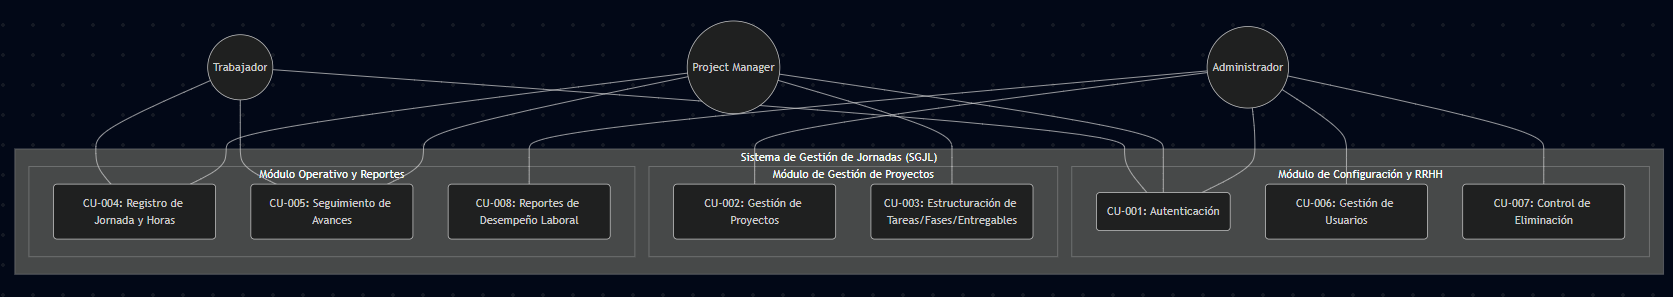 Trabajador
Project Manager
Administrador
Sistema de Gestión de Jornadas (SGJL)
Módulo Operativo y Reportes
Módulo de Gestión de Proyectos
Módulo de Configuración y RRHH
CU-004: Registro de
Jornada y Horas
CU-005: Seguimiento de
Avances
CU-008: Reportes de
Desempeño Laboral
CU-002: Gestión de
Proyectos
CU-003: Estructuración de
Tareas/Fases/Entregables
CU-001: Autenticación
CU-006: Gestión de
Usuarios
CU-007: Control de
Eliminación